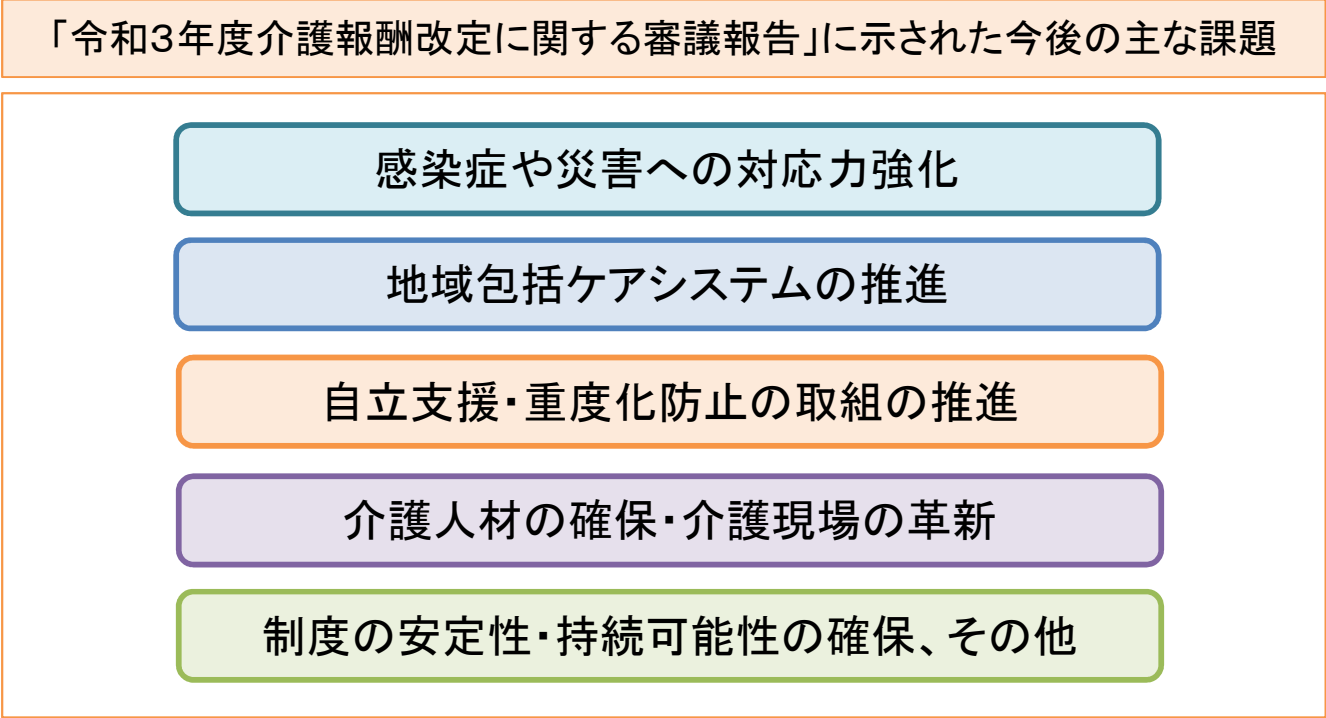 「令和３年度介護報酬改定に関する審議報告」に示された今後の主な課題
感染症や災害への対応力強化
地域包括ケアシステムの推進
自立支援・重度化防止の取組の推進
介護人材の確保・介護現場の革新
制度の安定性・持続可能性の確保、その他